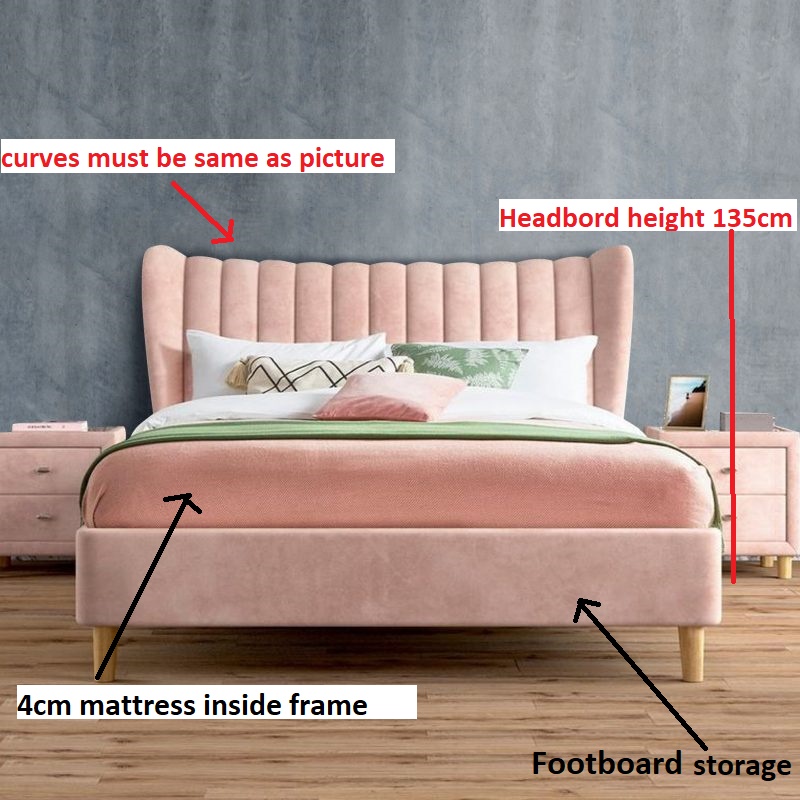 curves must be same as picture
Headbord height 135cm
4cm mattress inside frame
Footboard storage